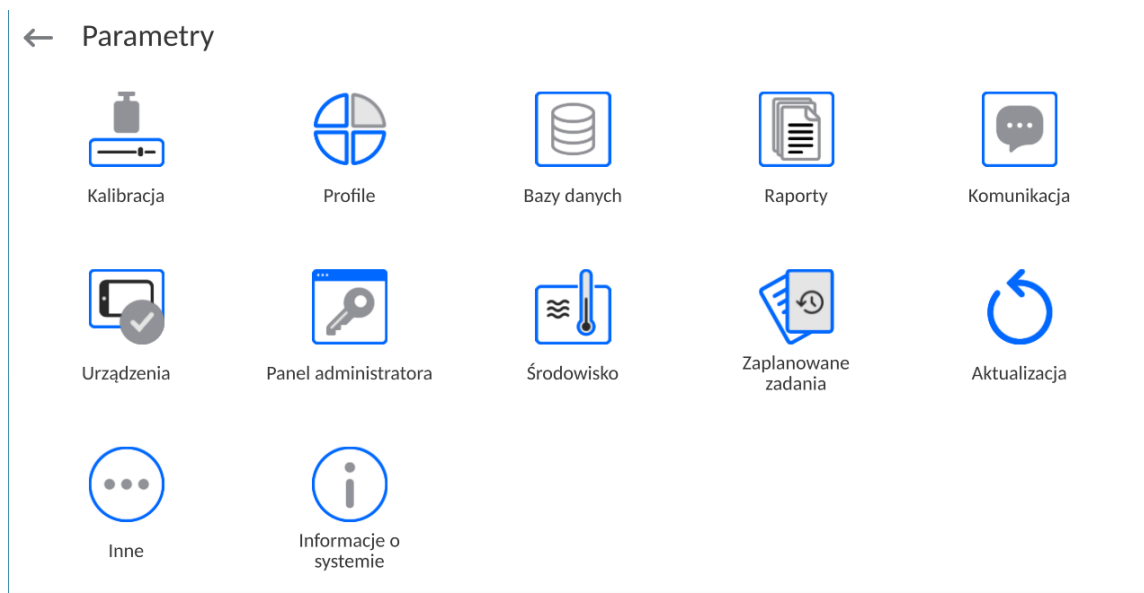 Parametry
Kalibracja
Profile
Bazy danych
Raporty
Komunikacja
Urządzenia
Panel administratora
Środowisko
Zaplanowane
zadania
Aktualizacja
Inne
Informacje o
systemie